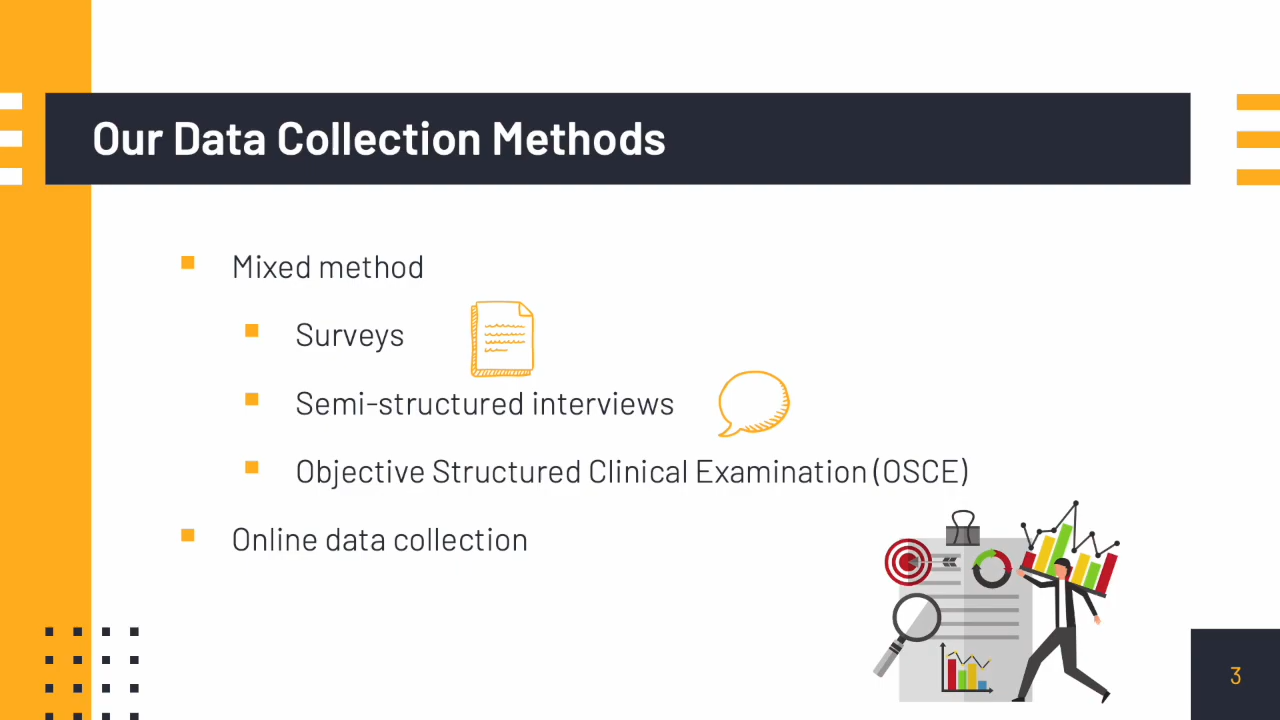 Our Data Collection Methods
Mixed method
Surveys
Semi-structured interviews
Objective Structured Clinical Examination (OSCE)
Online data collection
3